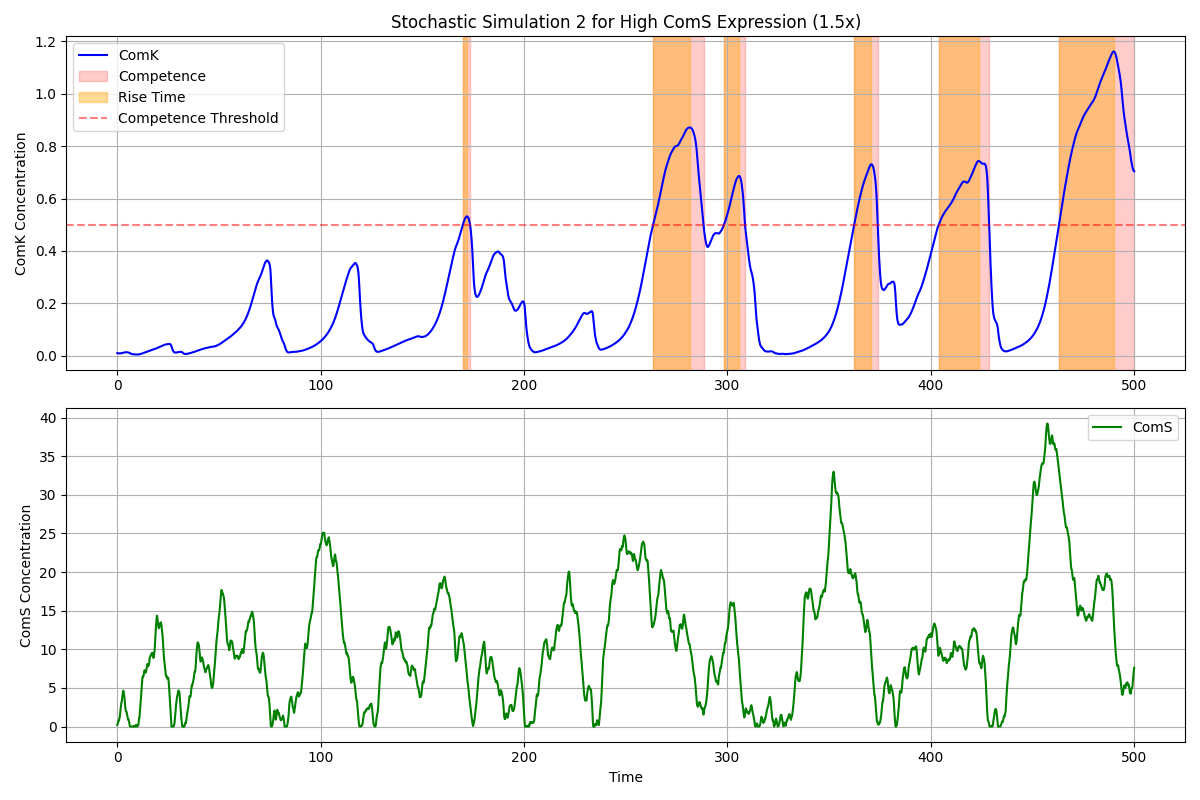 Stochastic Simulation 2 for High ComS Expression (1.5x)
ComK Concentration
1.2
1.0
0.8
0.6
0.4
0.2
0.0
ComK
Competence
Rise Time
Competence Threshold
0 100 200 300 400 500
ComS Concentration
40
35
30
25
20
15
10
5
0
ComS
0 100 200 300 400 500
Time